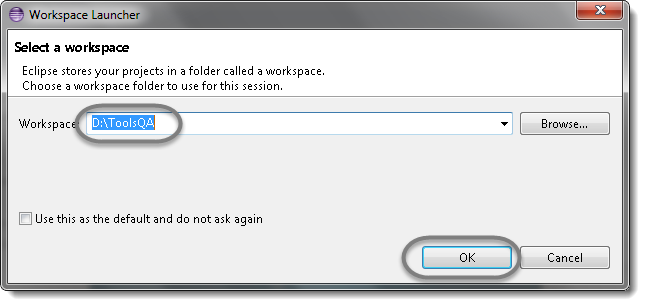 Workspace Launcher
Select a workspace
Eclipse stores your projects in a folder called a workspace.
Choose a workspace folder to use for this session.
Workspace: D:\ToolsQA Browse...
Use this as the default and do not ask again
OK Cancel